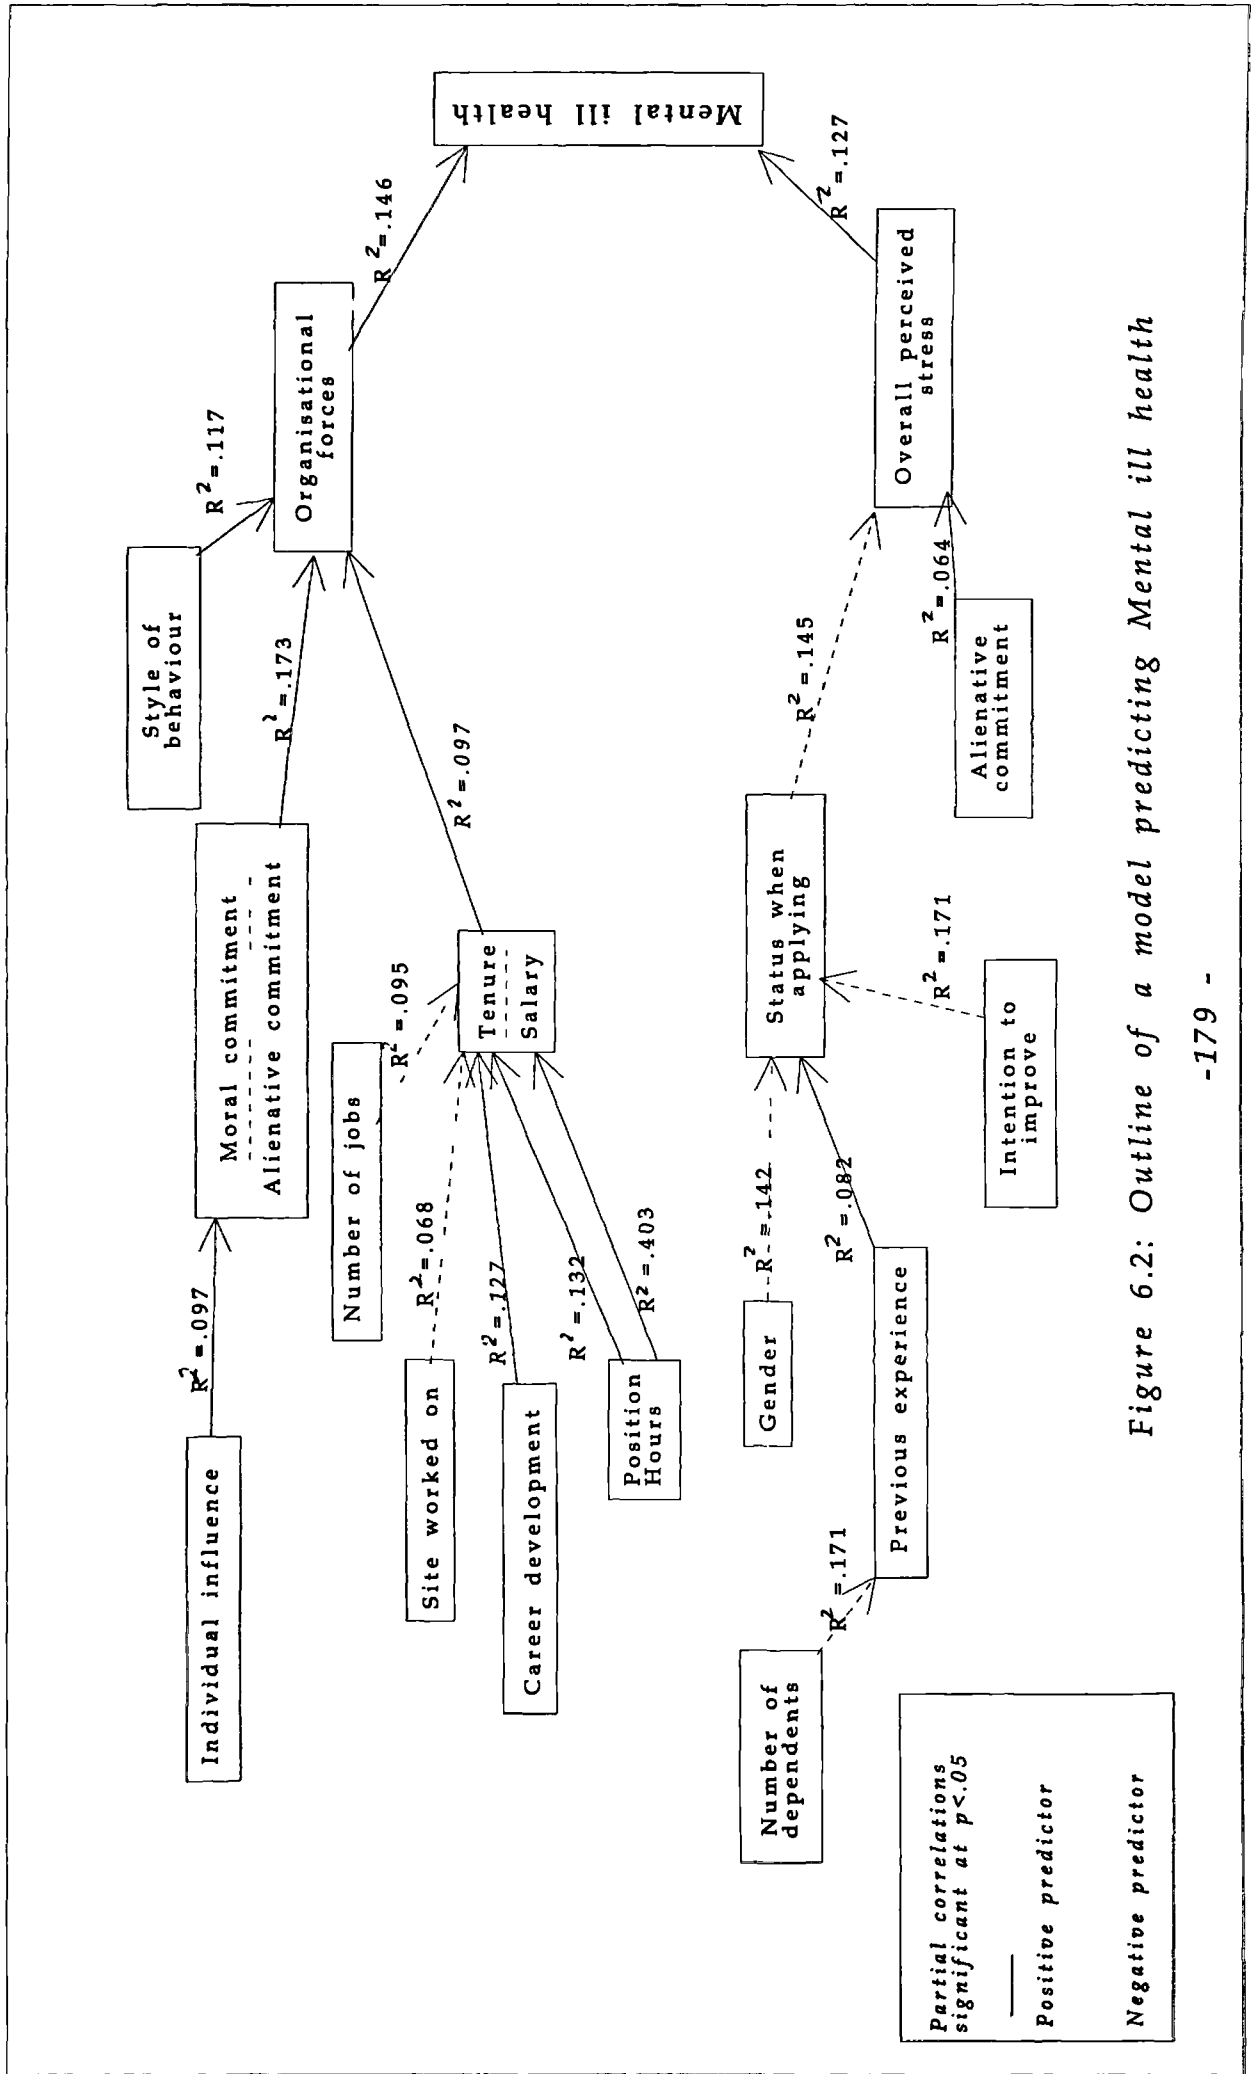 Mental ill health
R²=.146
R²=.127
Organisational
forces
Overall perceived
stress
R²=.117
R²=.173
R²=.097
R²=.145
R²=.064
Style of
behaviour
Alienative
commitment
Moral commitment
Alienative commitment
Tenure
Salary
Status when
applying
R²=.095
R²=.171
Intention to
improve
R²=.097
Number of jobs
R²=.068
R²=.127
R²=.132
R²=.403
R²=.142
R²=.082
Individual influence
Site worked on
Career development
Position
Hours
Gender
Previous experience
R²=.171
Number of
dependents
Partial correlations
significant at p<.05
Positive predictor
Negative predictor
Figure 6.2: Outline of a model predicting Mental ill health
-179 -